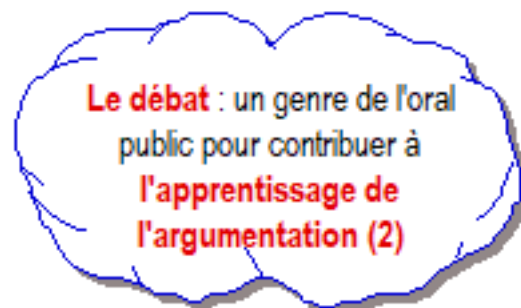 Le débat : un genre de l'oral
public pour contribuer à
l'apprentissage de
l'argumentation (2)